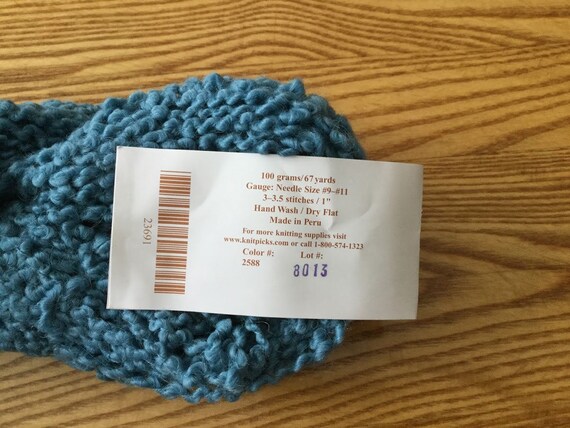 100 grams/67 yards
Gauge: Needle Size #9–#11
3–3.5 stitches / 1"
Hand Wash / Dry Flat
Made in Peru
For more knitting supplies visit
www.knitpicks.com or call 1-800-574-1323
Color #: Lot #:
2588 8013
23691